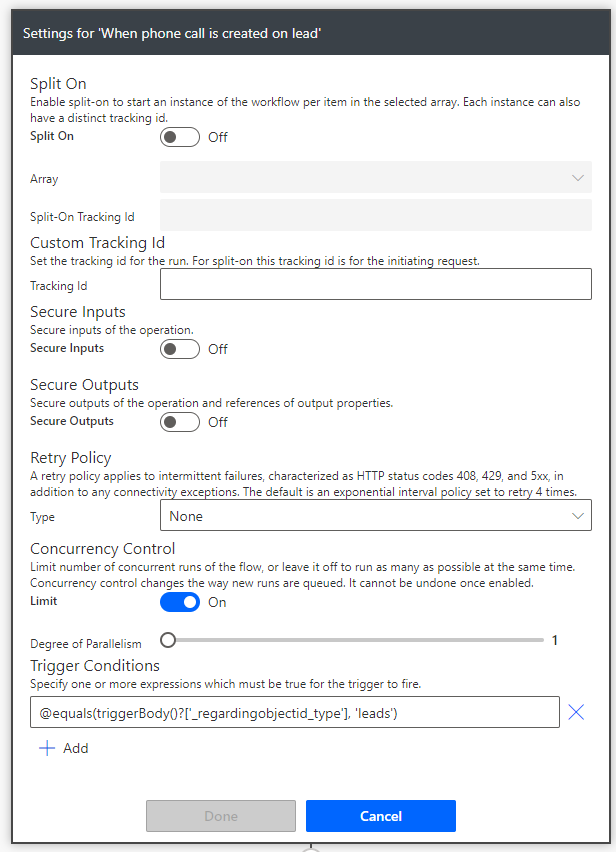 Settings for 'When phone call is created on lead'
Split On
Enable split-on to start an instance of the workflow per item in the selected array. Each instance can also
have a distinct tracking id.
Split On
Off
Array
Split-On Tracking Id
Custom Tracking Id
Set the tracking id for the run. For split-on this tracking id is for the initiating request.
Tracking Id
Secure Inputs
Secure inputs of the operation.
Secure Inputs
Off
Secure Outputs
Secure outputs of the operation and references of output properties.
Secure Outputs
Off
Retry Policy
A retry policy applies to intermittent failures, characterized as HTTP status codes 408, 429, and 5xx, in
addition to any connectivity exceptions. The default is an exponential interval policy set to retry 4 times.
Type
None
Concurrency Control
Limit number of concurrent runs of the flow, or leave it off to run as many as possible at the same time.
Concurrency control changes the way new runs are queued. It cannot be undone once enabled.
Limit
On
Degree of Parallelism
1
Trigger Conditions
Specify one or more expressions which must be true for the trigger to fire.
@equals(triggerBody()?['_regardingobjectid_type'], 'leads')
Add
Done
Cancel